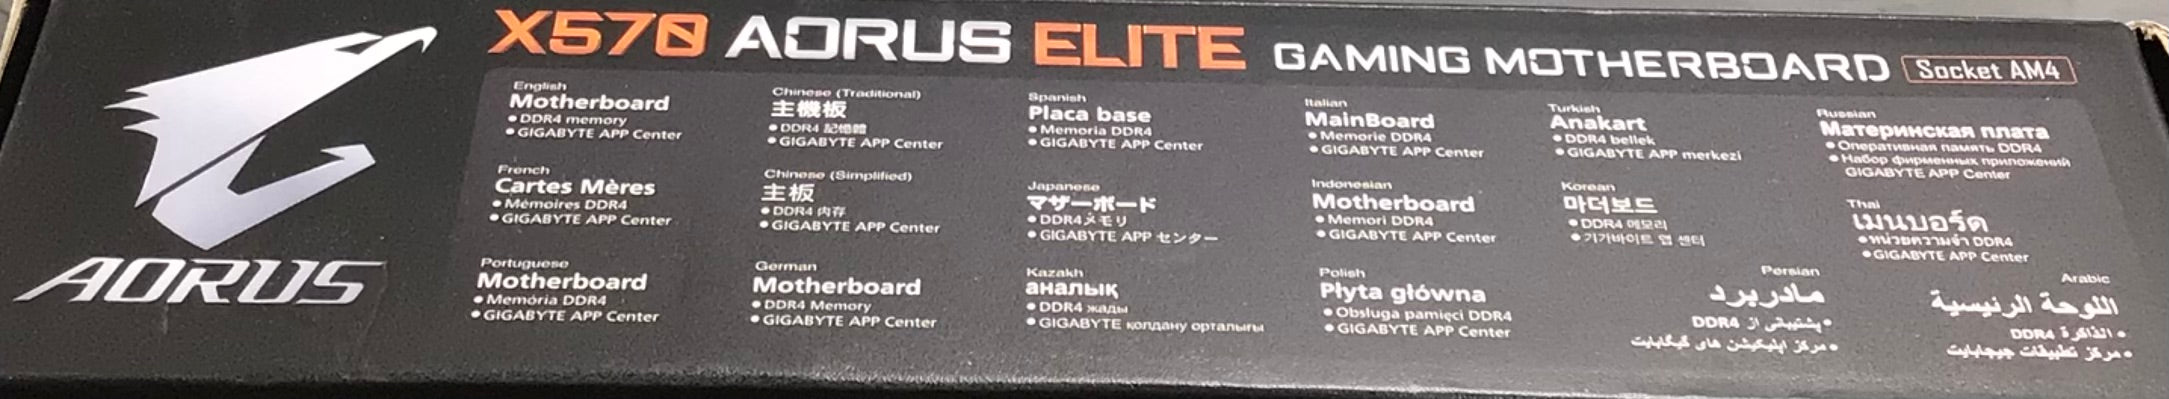 AORUS
X570 AORUS ELITE GAMING MOTHERBOARD Socket AM4
English
Motherboard
• DDR4 memory
• GIGABYTE APP Center
Chinese (Traditional)
主機板
• DDR4 記憶體
• GIGABYTE APP Center
Spanish
Placa base
• Memoria DDR4
• GIGABYTE APP Center
Italian
MainBoard
• Memorie DDR4
• GIGABYTE APP Center
Turkish
Anakart
• DDR4 bellek
• GIGABYTE APP merkezi
Russian
Материнская плата
• Оперативная память DDR4
• Набор фирменных приложений
GIGABYTE APP Center
French
Cartes Mères
• Mémoires DDR4
• GIGABYTE APP Center
Chinese (Simplified)
主板
• DDR4 内存
• GIGABYTE APP Center
Japanese
マザーボード
• DDR4メモリ
• GIGABYTE APP センター
Indonesian
Motherboard
• Memori DDR4
• GIGABYTE APP Center
Korean
마더보드
• DDR4 메모리
• 기가바이트 앱 센터
Thai
เมนบอร์ด
• หน่วยความจำ DDR4
• GIGABYTE APP Center
Portuguese
Motherboard
• Memória DDR4
• GIGABYTE APP Center
German
Motherboard
• DDR4 Memory
• GIGABYTE APP Center
Kazakh
аналық
• DDR4 жады
• GIGABYTE қолдану орталығы
Polish
Płyta główna
• Obsługa pamięci DDR4
• GIGABYTE APP Center
Persian
مادربرد
• پشتیبانی از DDR4
• مرکز اپلیکیشن های گیگابایت
Arabic
اللوحة الرئيسية
• الذاكرة DDR4
• مركز تطبيقات جيجابايت